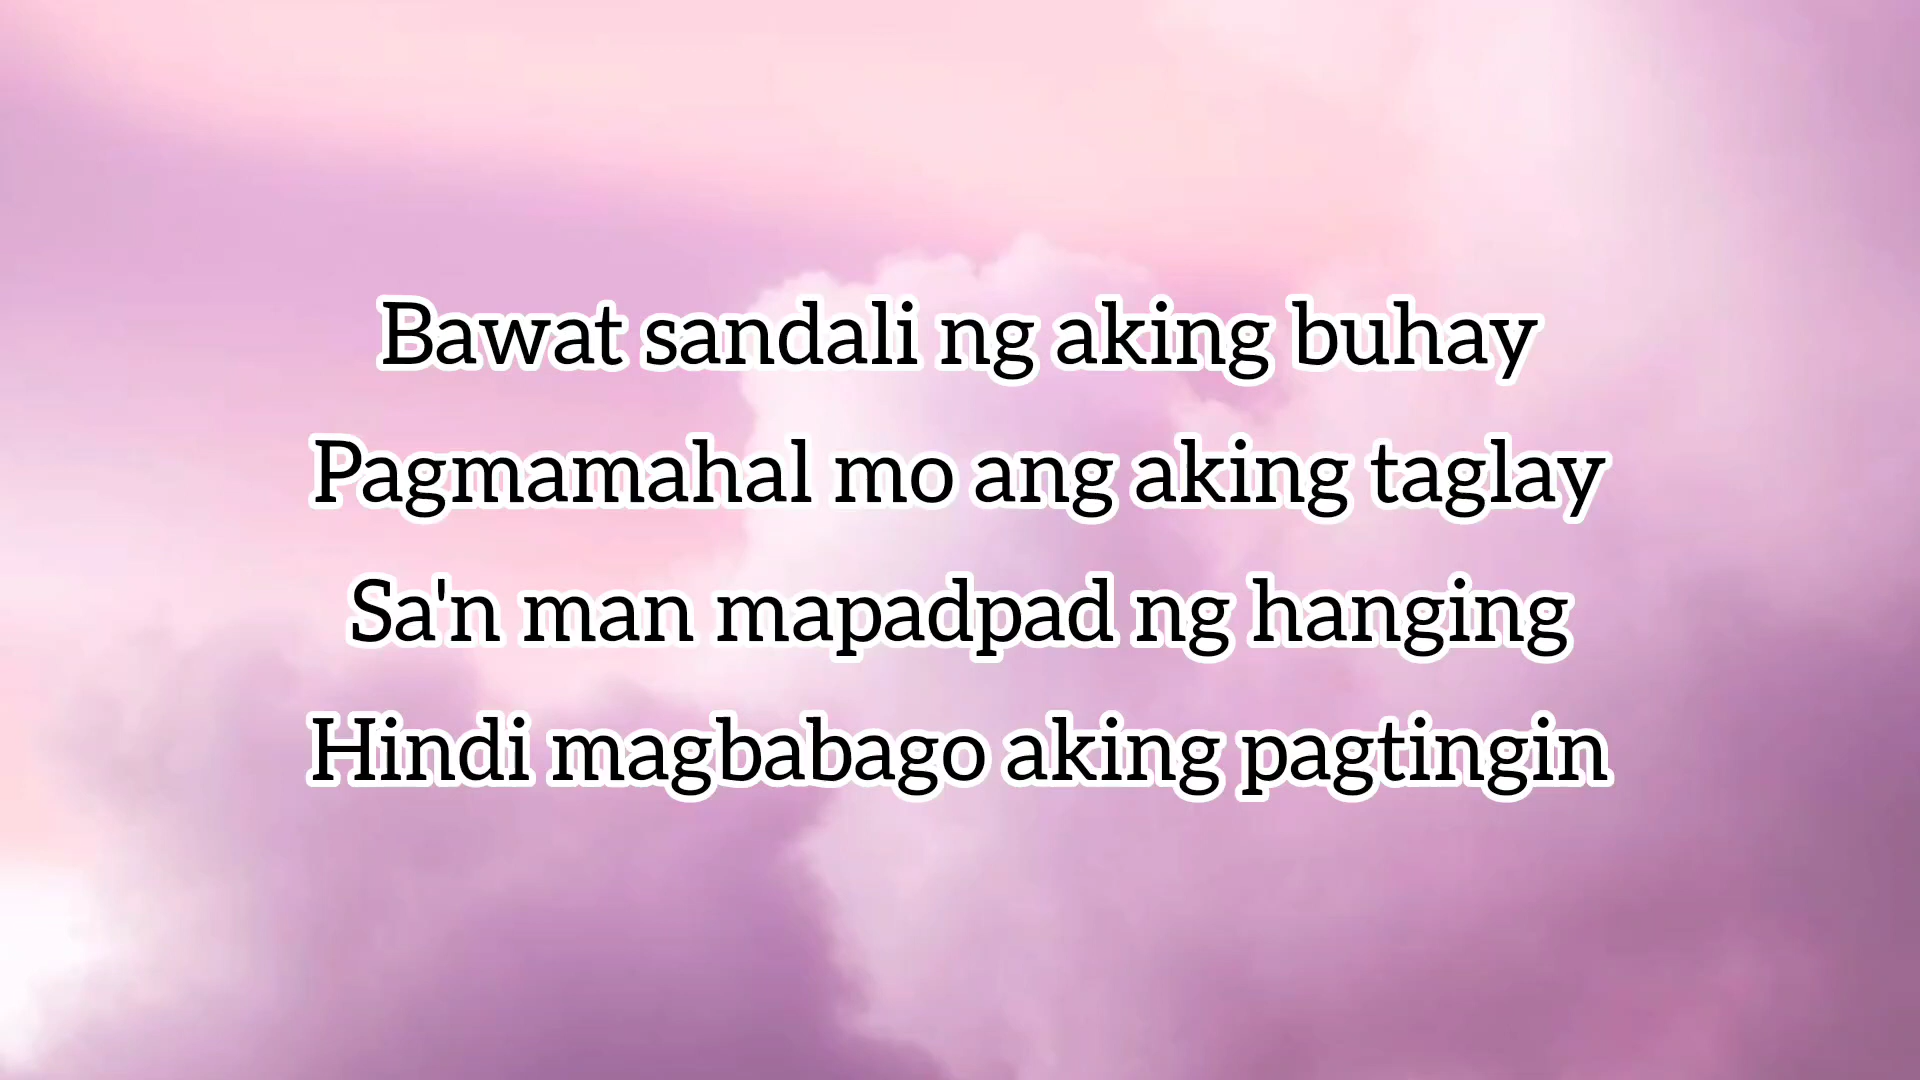 Bawat sandali ng aking buhay
Pagmamahal mo ang aking taglay
Sa'n man mapadpad ng hanging
Hindi magbabago aking pagtingin